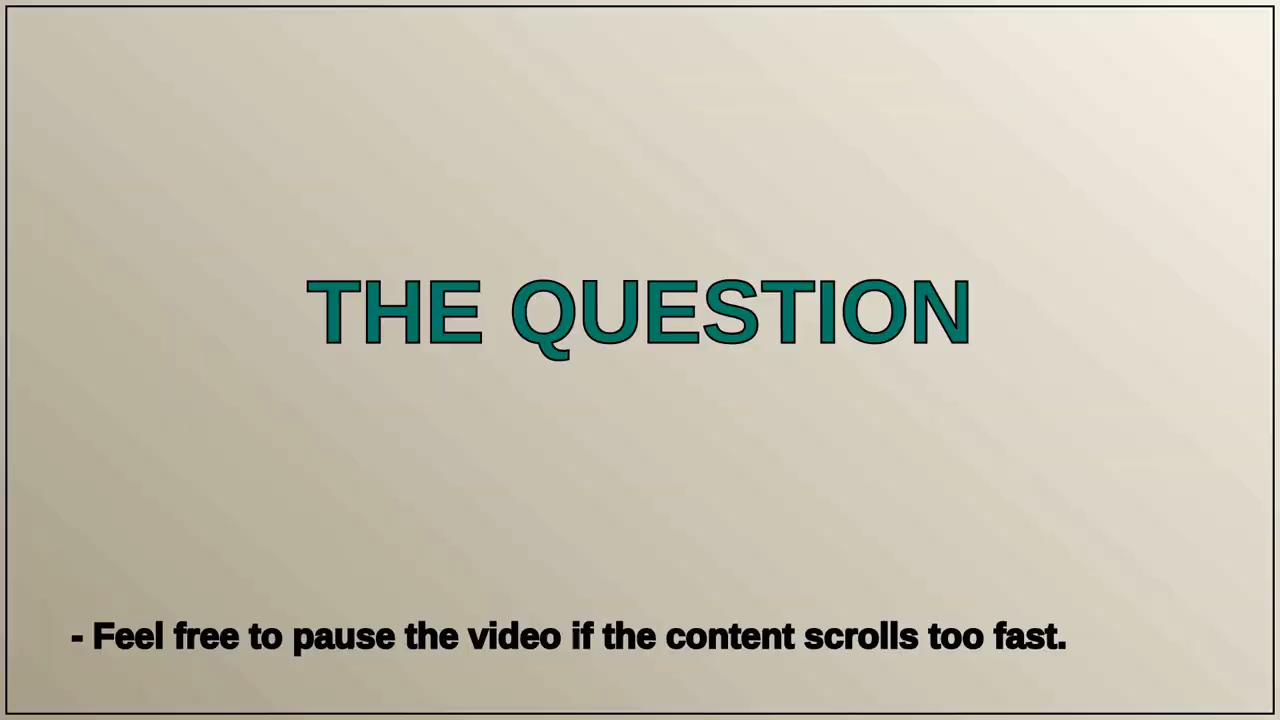 THE QUESTION
- Feel free to pause the video if the content scrolls too fast.